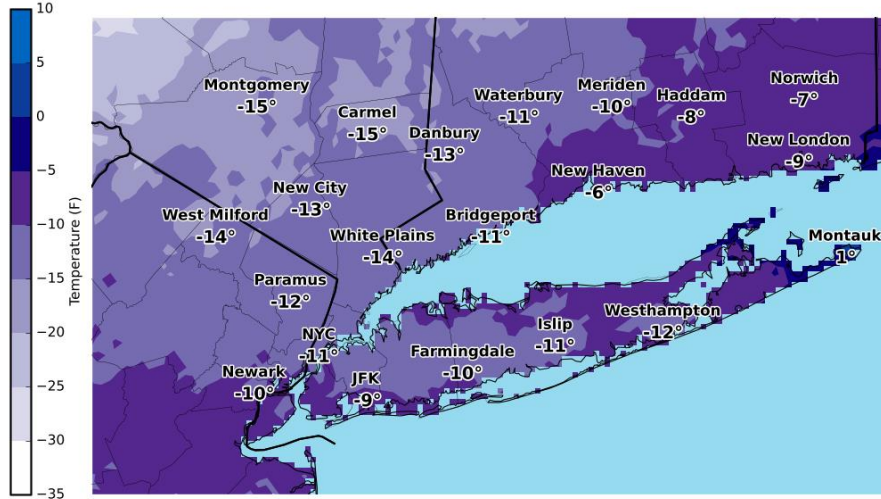 10
5
0
−5
−10
−15
−20
−25
−30
−35
Temperature (F)
Montgomery
-15°
Carmel
-15°
Danbury
-13°
Waterbury
-11°
Meriden
-10°
Haddam
-8°
Norwich
-7°
New London
-9°
New Haven
-6°
New City
-13°
West Milford
-14°
White Plains
-14°
Bridgeport
-11°
Montauk
1°
Paramus
-12°
NYC
-11°
Islip
-11°
Westhampton
-12°
Farmingdale
-10°
Newark
-10°
JFK
-9°